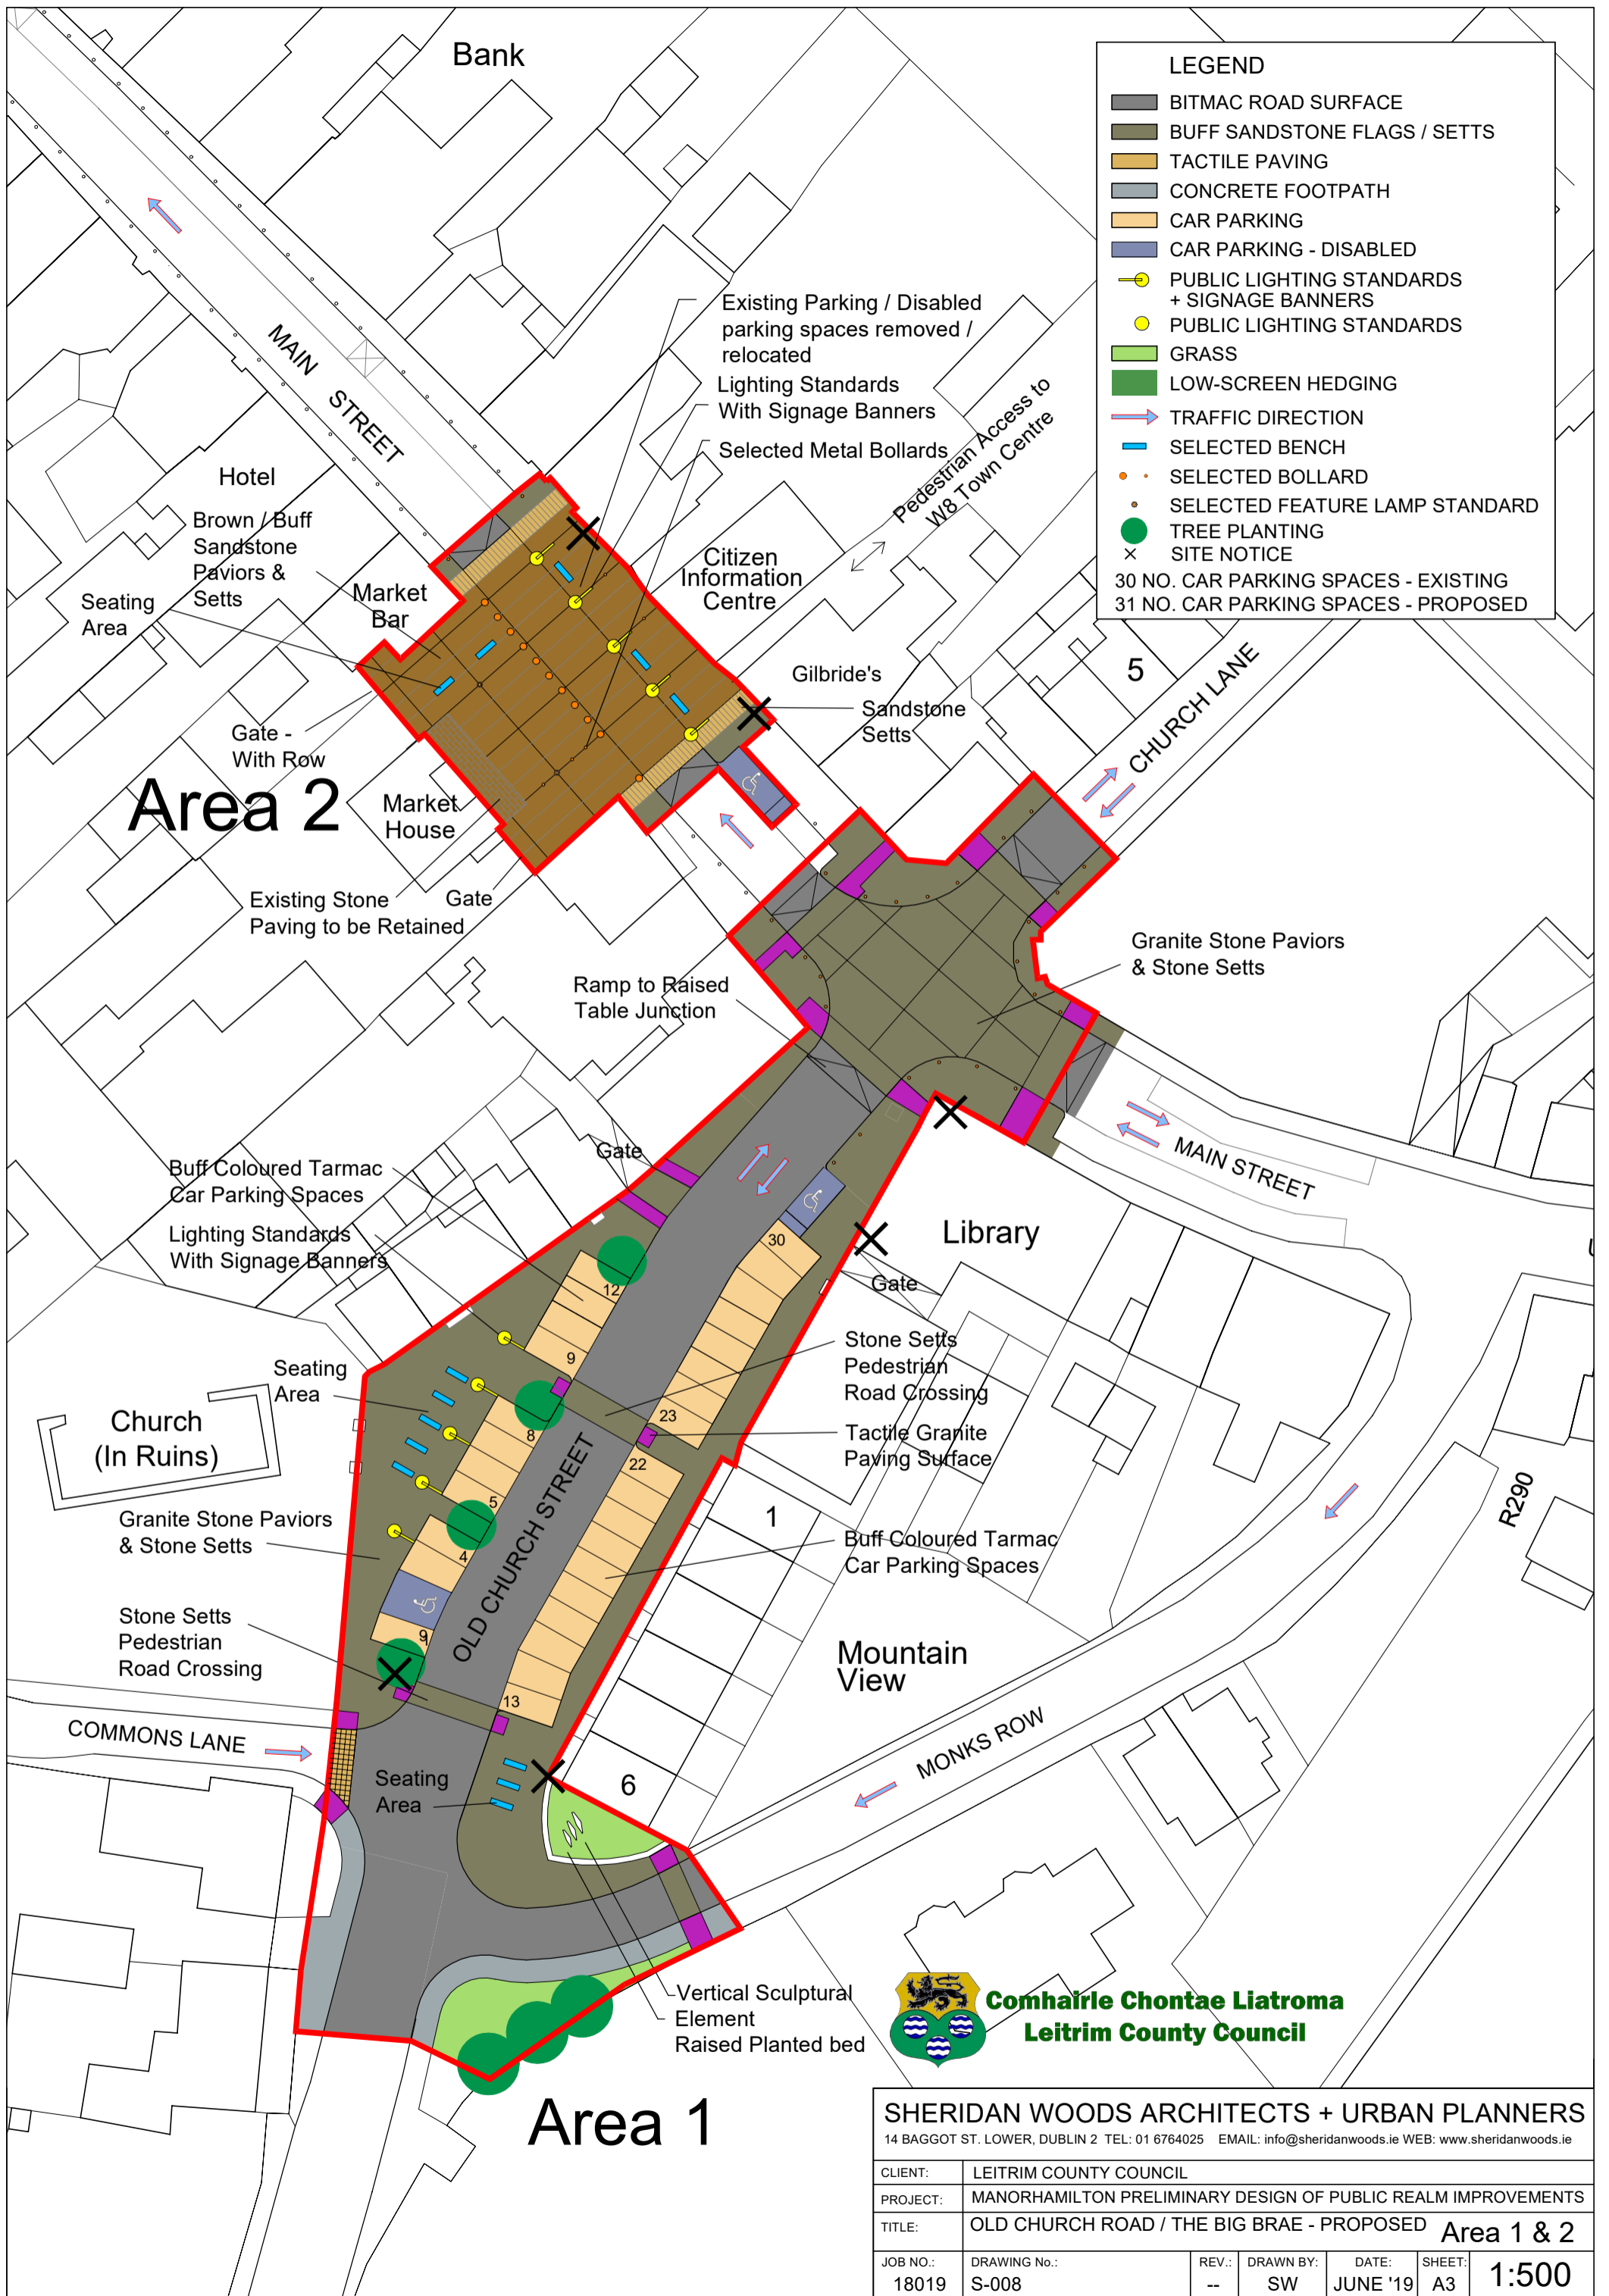 Bank
LEGEND
BITMAC ROAD SURFACE
BUFF SANDSTONE FLAGS / SETTS
TACTILE PAVING
CONCRETE FOOTPATH
CAR PARKING
CAR PARKING - DISABLED
PUBLIC LIGHTING STANDARDS
+ SIGNAGE BANNERS
PUBLIC LIGHTING STANDARDS
GRASS
LOW-SCREEN HEDGING
TRAFFIC DIRECTION
SELECTED BENCH
SELECTED BOLLARD
SELECTED FEATURE LAMP STANDARD
TREE PLANTING
SITE NOTICE
30 NO. CAR PARKING SPACES - EXISTING
31 NO. CAR PARKING SPACES - PROPOSED
MAIN STREET
Existing Parking / Disabled
parking spaces removed /
relocated
Lighting Standards
With Signage Banners
Selected Metal Bollards
Pedestrian Access to
W8 Town Centre
Hotel
Brown / Buff
Sandstone
Paviors &
Setts
Seating
Area
Market
Bar
Citizen
Information
Centre
Gilbride's
Sandstone
Setts
5
CHURCH LANE
Gate -
With Row
Area 2
Market
House
Existing Stone
Paving to be Retained
Gate
Granite Stone Paviors
& Stone Setts
Ramp to Raised
Table Junction
MAIN STREET
Gate
Buff Coloured Tarmac
Car Parking Spaces
Lighting Standards
With Signage Banners
Library
Gate
30
12
9
23
8
22
5
4
9
13
Stone Setts
Pedestrian
Road Crossing
Tactile Granite
Paving Surface
Seating
Area
Church
(In Ruins)
OLD CHURCH STREET
1
R290
Granite Stone Paviors
& Stone Setts
Buff Coloured Tarmac
Car Parking Spaces
Stone Setts
Pedestrian
Road Crossing
Mountain
View
COMMONS LANE
MONKS ROW
Seating
Area
6
Vertical Sculptural
Element
Raised Planted bed
Comhairle Chontae Liatroma
Leitrim County Council
Area 1
SHERIDAN WOODS ARCHITECTS + URBAN PLANNERS
14 BAGGOT ST. LOWER, DUBLIN 2 TEL: 01 6764025 EMAIL: info@sheridanwoods.ie WEB: www.sheridanwoods.ie
CLIENT: LEITRIM COUNTY COUNCIL
PROJECT: MANORHAMILTON PRELIMINARY DESIGN OF PUBLIC REALM IMPROVEMENTS
TITLE: OLD CHURCH ROAD / THE BIG BRAE - PROPOSED Area 1 & 2
JOB NO.: DRAWING No.: REV.: DRAWN BY: DATE: SHEET: 1:500
18019 S-008 -- SW JUNE '19 A3